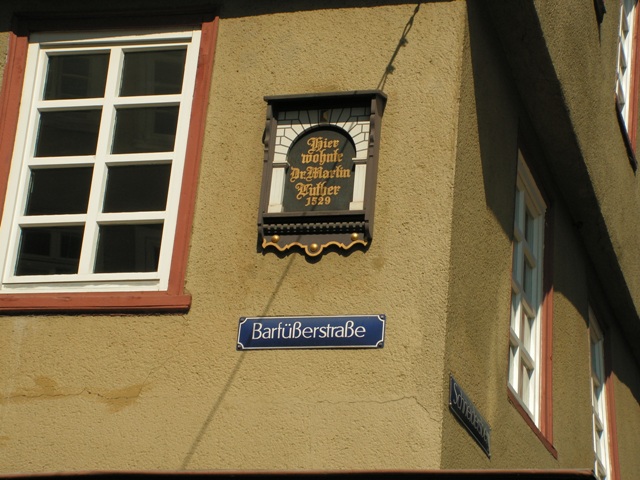 Hier
wohnte
Dr. Martin
Luther
1529
Barfüßerstraße